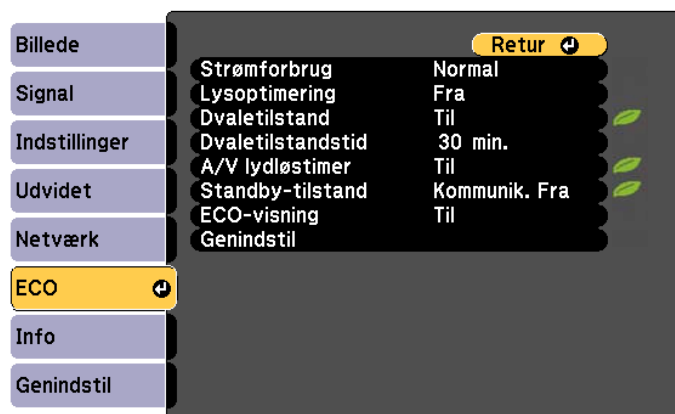 Billede
Signal
Indstillinger
Udvidet
Netværk
ECO
Info
Genindstil
Retur
Strømforbrug Normal
Lysoptimering Fra
Dvaletilstand Til
Dvaletilstandstid 30 min.
A/V lydløstimer Til
Standby-tilstand Kommunik. Fra
ECO-visning Til
Genindstil